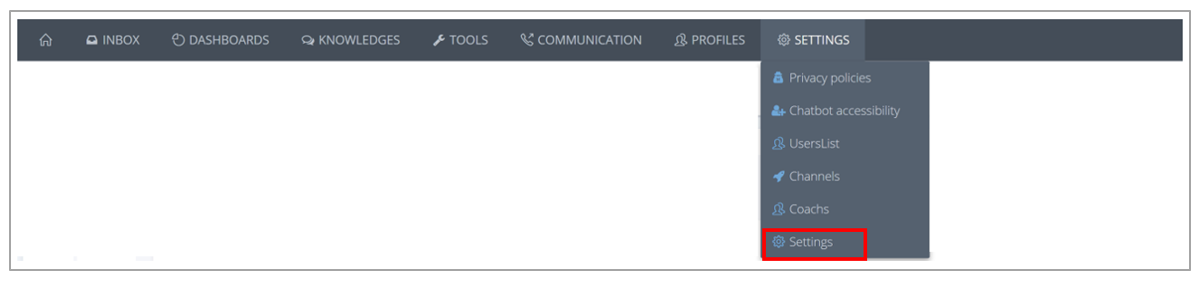 INBOX DASHBOARDS KNOWLEDGES TOOLS COMMUNICATION PROFILES SETTINGS
Privacy policies
Chatbot accessibility
UsersList
Channels
Coachs
Settings